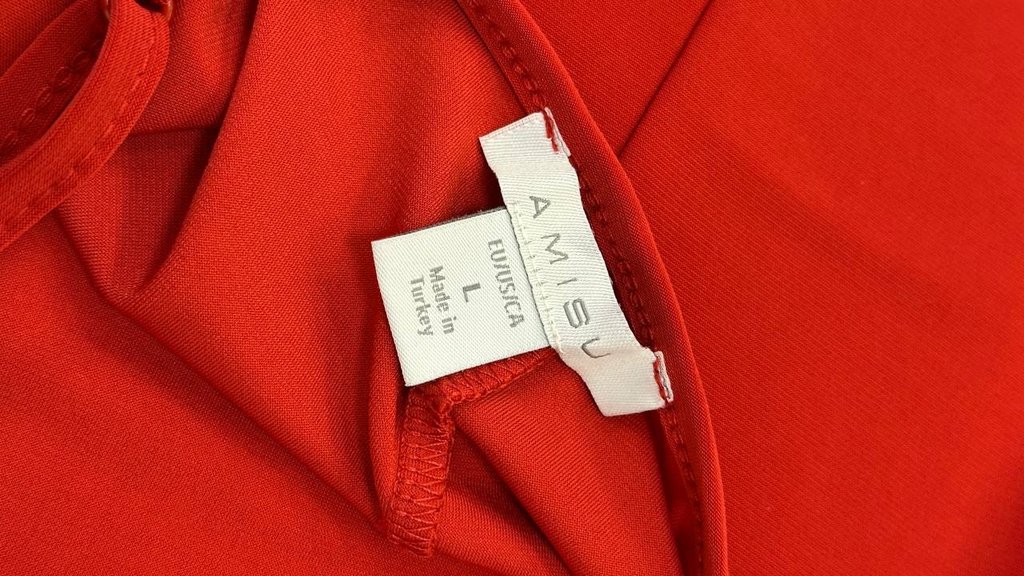 AMISU
EU/US/CA
L
Made in
Turkey